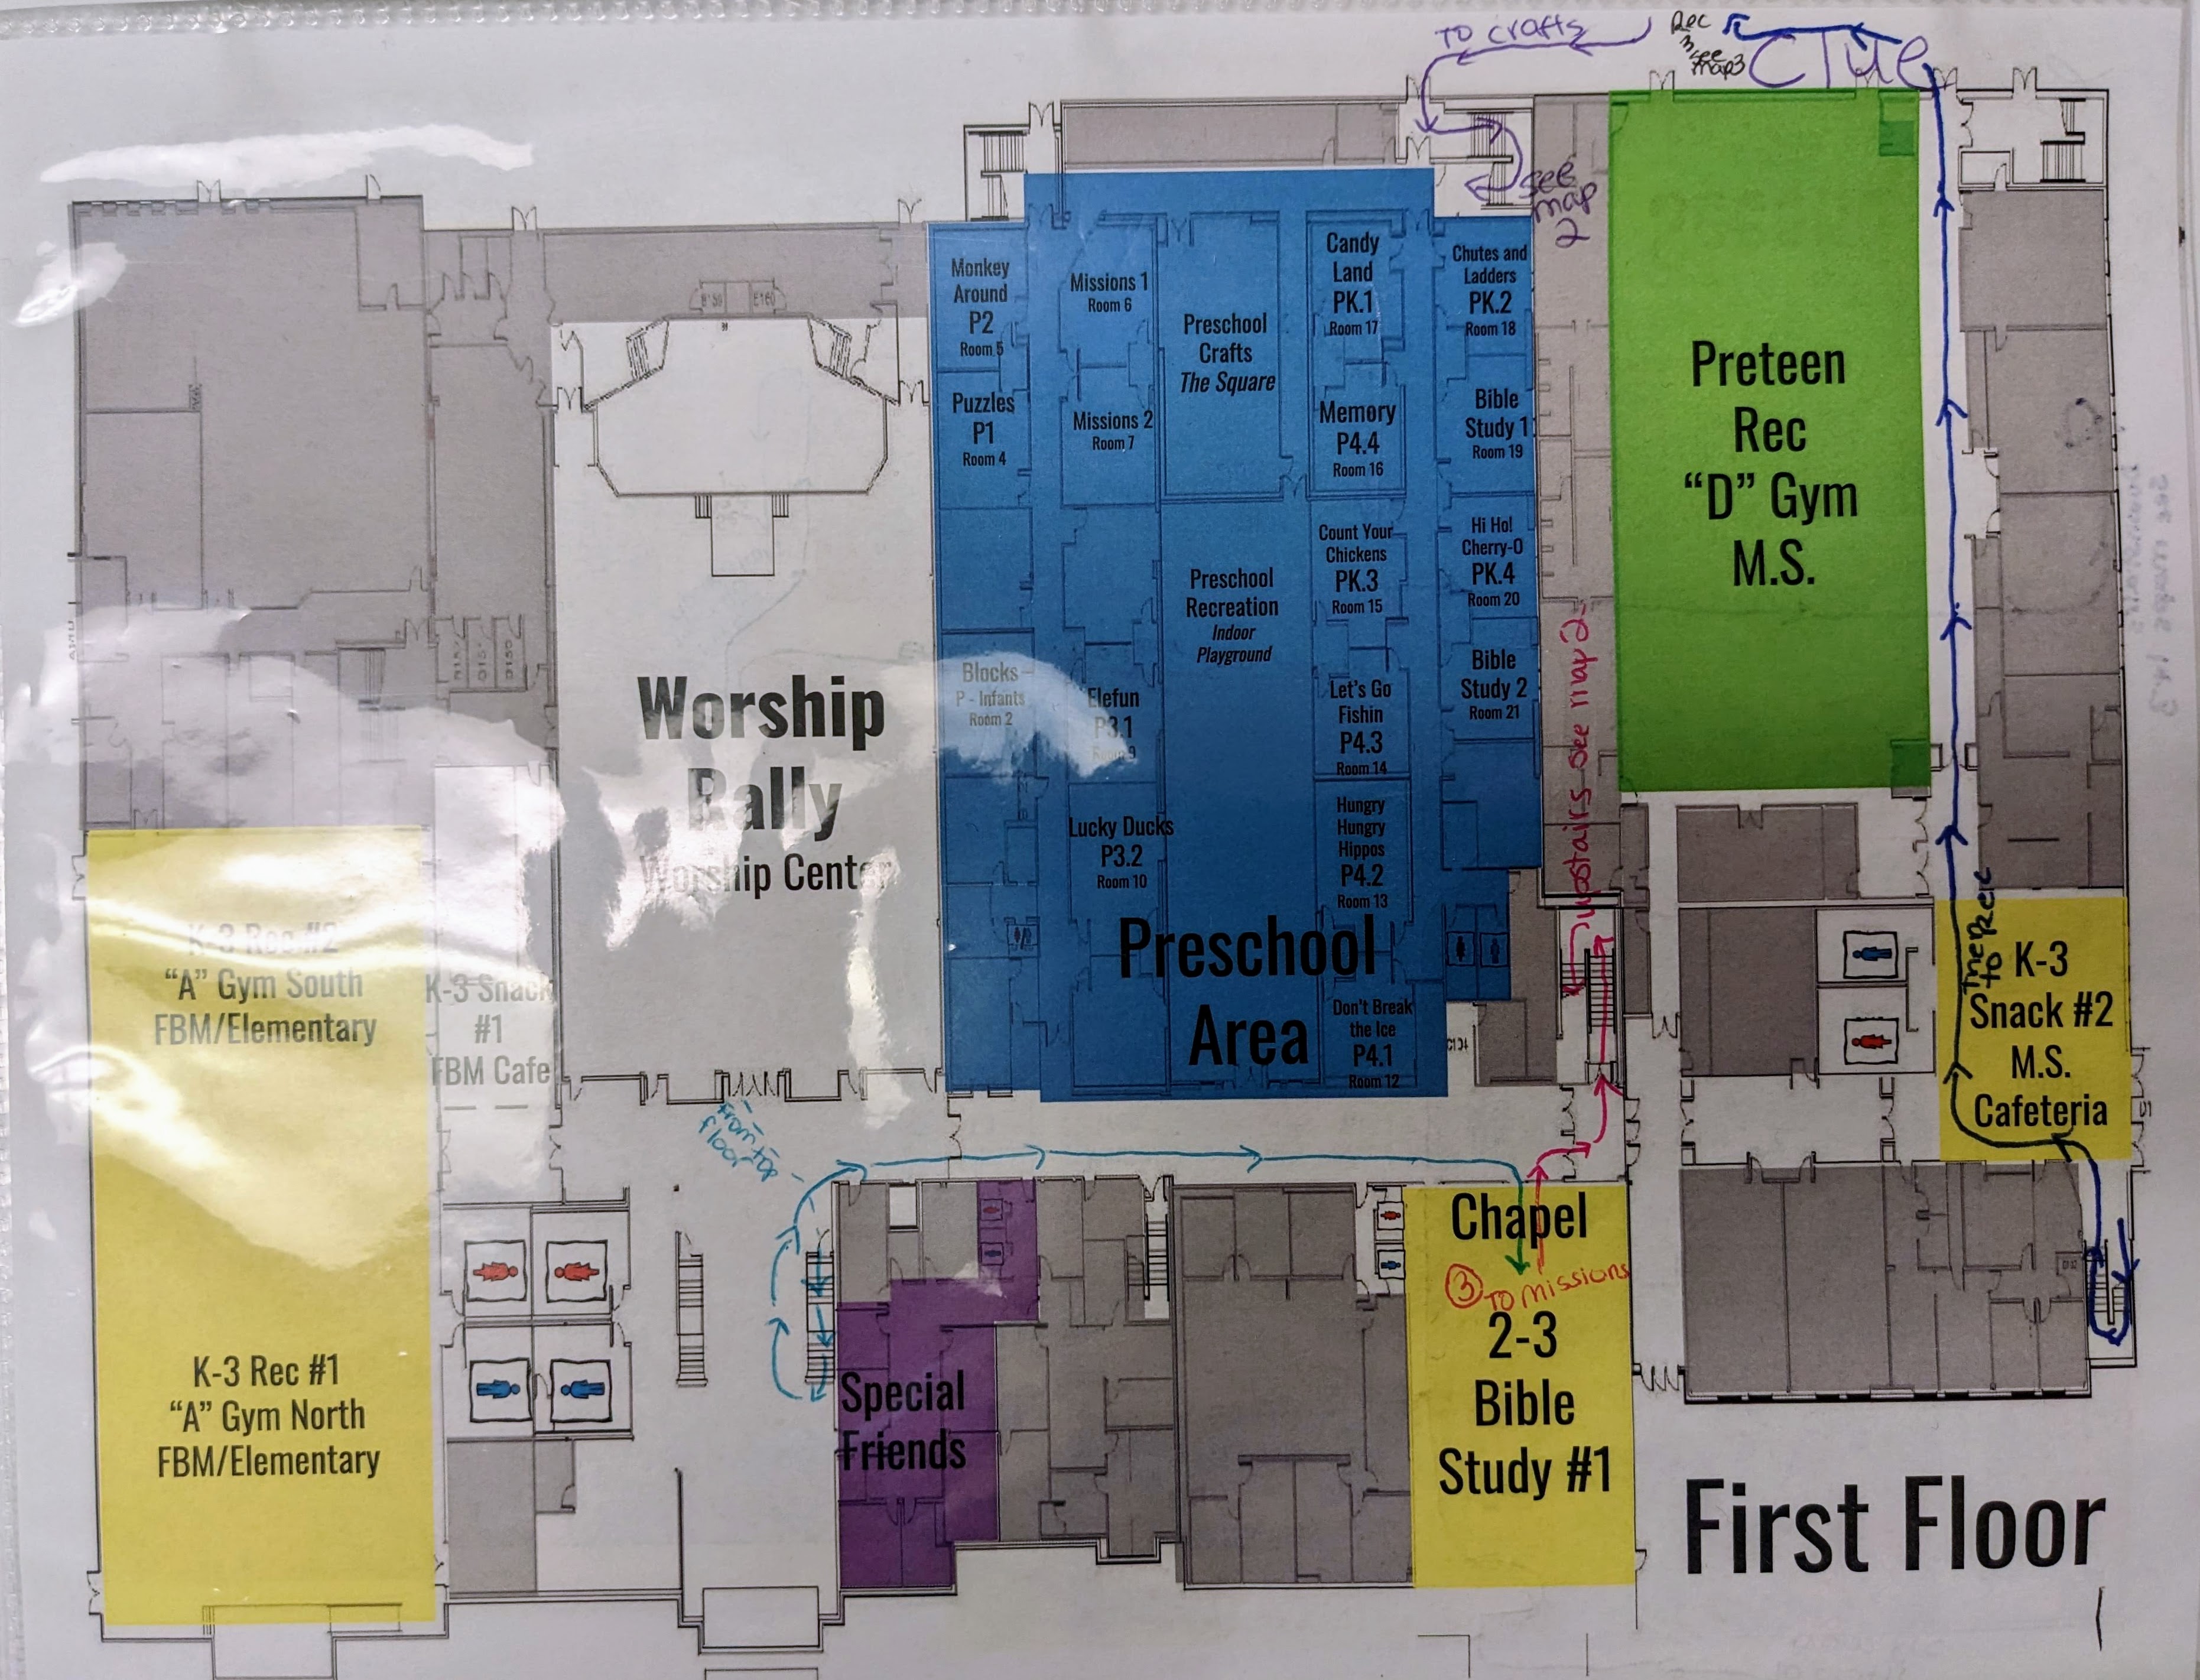 TO crafts
Rec
3
see
map3
Clue
see
map
2
E160
Monkey
Around
P2
Room 5
Puzzles
P1
Room 4
Missions 1
Room 6
Missions 2
Room 7
Preschool
Crafts
The Square
Candy
Land
PK.1
Room 17
Memory
P4.4
Room 16
Chutes and
Ladders
PK.2
Room 18
Bible
Study 1
Room 19
Preteen
Rec
“D” Gym
M.S.
Count Your
Chickens
PK.3
Room 15
Hi Ho!
Cherry-O
PK.4
Room 20
Preschool
Recreation
Indoor
Playground
Blocks
P - Infants
Room 2
Elefun
P3.1
Let's Go
Fishin
P4.3
Room 14
Bible
Study 2
Room 21
Lucky Ducks
P3.2
Room 10
Hungry
Hungry
Hippos
P4.2
Room 13
Don't Break
the Ice
P4.1
Room 12
Preschool
Area
upstairs see map 2
Worship
Rally
Worship Center
K-3 Rec #2
“A” Gym South
FBM/Elementary
K-3 Snack
#1
FBM Cafe
then
to Rec
K-3
Snack #2
M.S.
Cafeteria
from top
floor
Chapel
3 TO missions
2-3
Bible
Study #1
K-3 Rec #1
“A” Gym North
FBM/Elementary
Special
Friends
First Floor